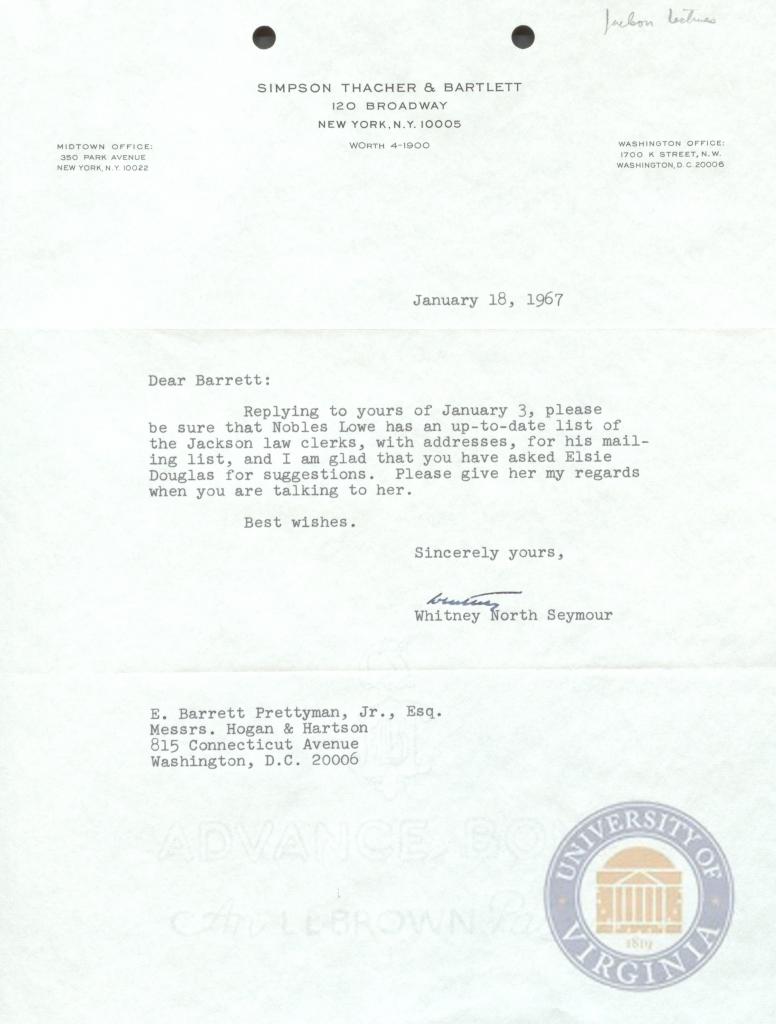 Jackson Lectures
SIMPSON THACHER & BARTLETT
120 BROADWAY
NEW YORK, N.Y. 10005
WORTH 4-1900
MIDTOWN OFFICE:
350 PARK AVENUE
NEW YORK, N.Y. 10022
WASHINGTON OFFICE:
1700 K STREET, N.W.
WASHINGTON, D.C. 20006
January 18, 1967
Dear Barrett:
Replying to yours of January 3, please
be sure that Nobles Lowe has an up-to-date list of
the Jackson law clerks, with addresses, for his mail-
ing list, and I am glad that you have asked Elsie
Douglas for suggestions.  Please give her my regards
when you are talking to her.
Best wishes.
Sincerely yours,
Whitney
Whitney North Seymour
E. Barrett Prettyman, Jr., Esq.
Messrs. Hogan & Hartson
815 Connecticut Avenue
Washington, D.C. 20006
ADVANCE BO
L.L. BROWN
UNIVERSITY OF
1819
VIRGINIA